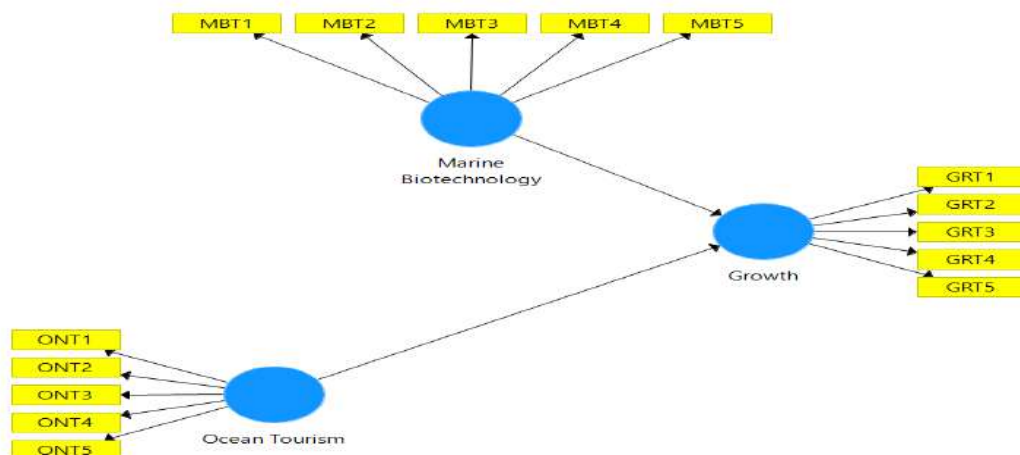 MBT1 MBT2 MBT3 MBT4 MBT5
Marine
Biotechnology
GRT1
GRT2
GRT3
GRT4
GRT5
Growth
ONT1
ONT2
ONT3
ONT4
ONT5
Ocean Tourism